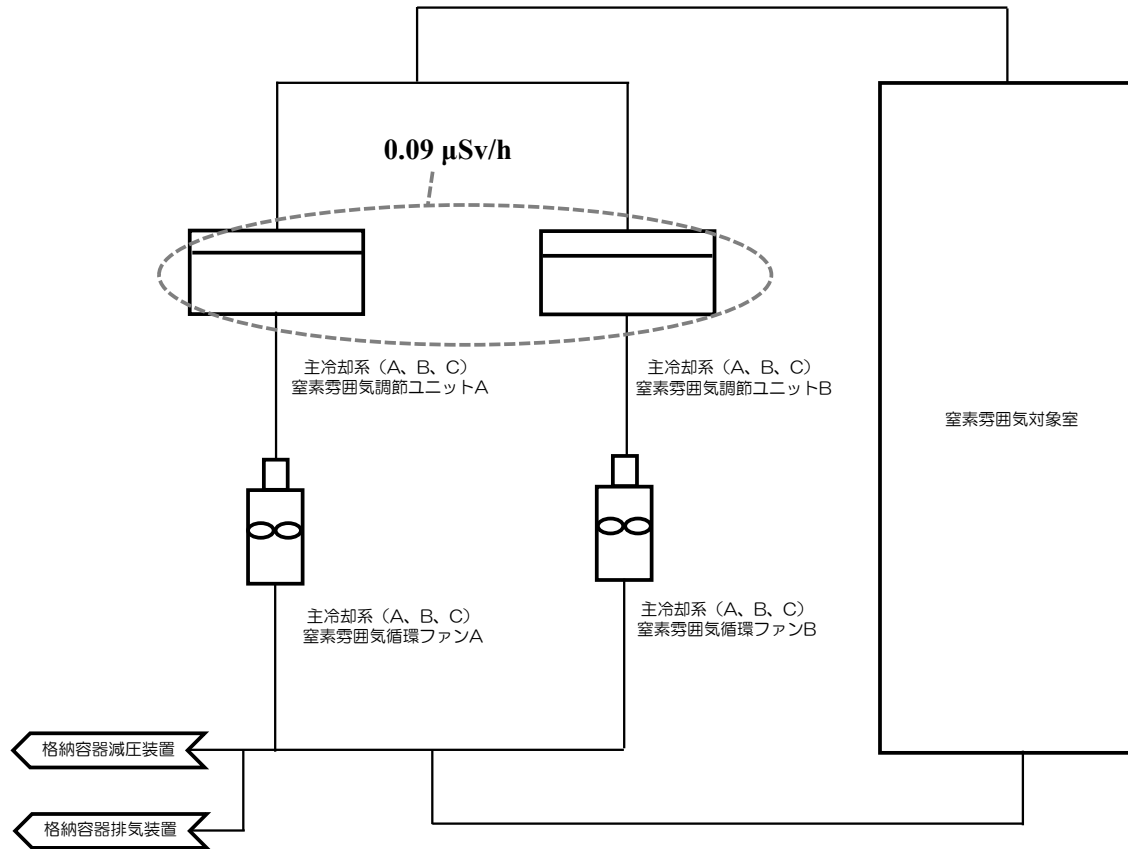 0.09 μSv/h
主冷却系（A、B、C）
窒素雰囲気調節ユニットA
主冷却系（A、B、C）
窒素雰囲気調節ユニットB
窒素雰囲気対象室
主冷却系（A、B、C）
窒素雰囲気循環ファンA
主冷却系（A、B、C）
窒素雰囲気循環ファンB
格納容器減圧装置
格納容器排気装置